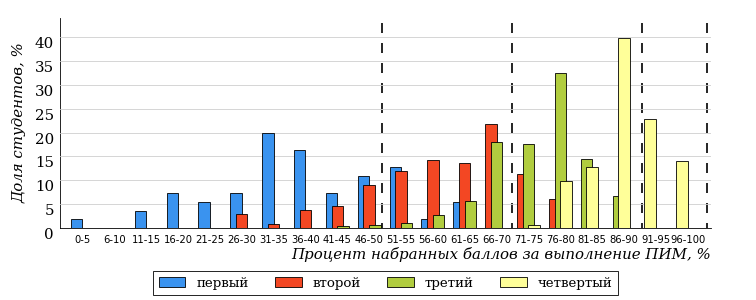 Доля студентов, %
40
35
30
25
20
15
10
5
0
0-5 6-10 11-15 16-20 21-25 26-30 31-35 36-40 41-45 46-50 51-55 56-60 61-65 66-70 71-75 76-80 81-85 86-90 91-95 96-100
Процент набранных баллов за выполнение ПИМ, %
первый второй третий четвертый